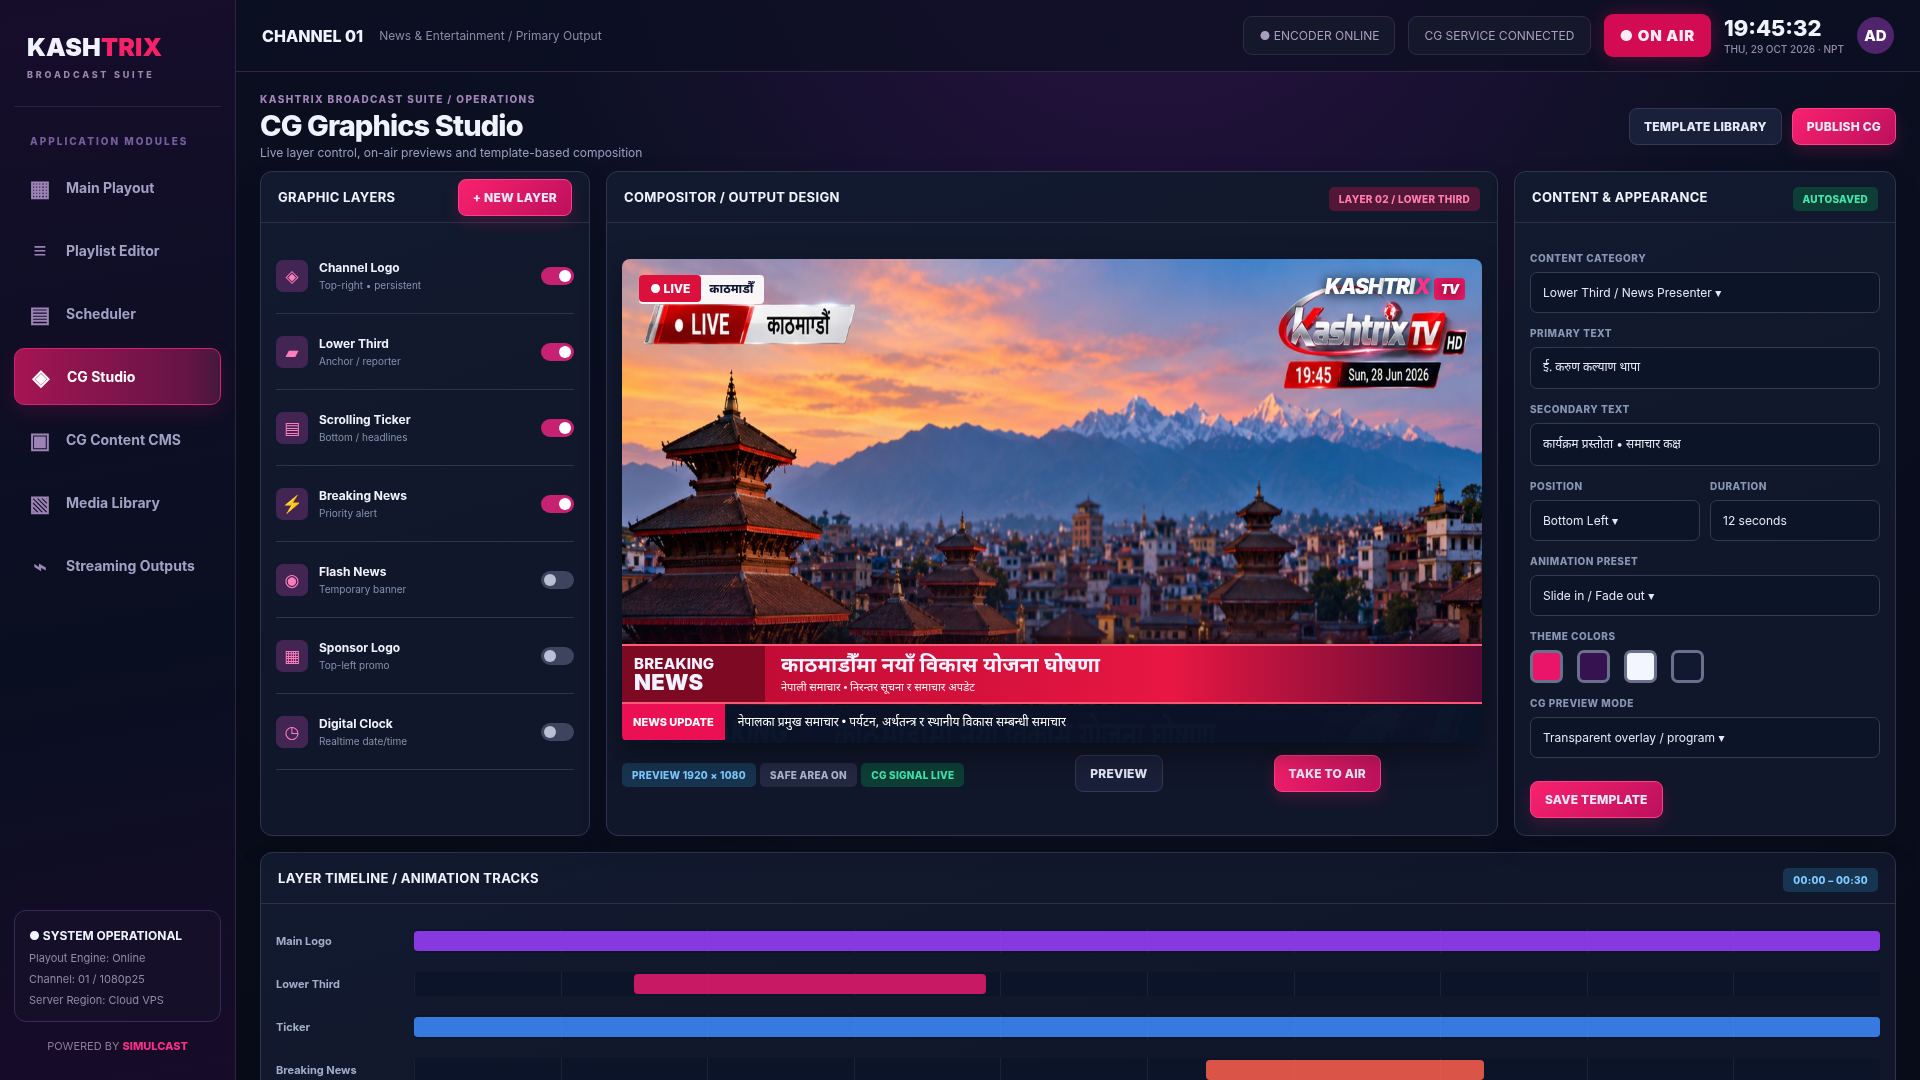 KASHTRIX
BROADCAST SUITE
APPLICATION MODULES
Main Playout
Playlist Editor
Scheduler
CG Studio
CG Content CMS
Media Library
Streaming Outputs
SYSTEM OPERATIONAL
Playout Engine: Online
Channel: 01 / 1080p25
Server Region: Cloud VPS
POWERED BY SIMULCAST
CHANNEL 01
News & Entertainment / Primary Output
ENCODER ONLINE
CG SERVICE CONNECTED
ON AIR
19:45:32
THU, 29 OCT 2026 · NPT
AD
KASHTRIX BROADCAST SUITE / OPERATIONS
CG Graphics Studio
Live layer control, on-air previews and template-based composition
TEMPLATE LIBRARY
PUBLISH CG
GRAPHIC LAYERS
+ NEW LAYER
Channel Logo
Top-right • persistent
Lower Third
Anchor / reporter
Scrolling Ticker
Bottom / headlines
Breaking News
Priority alert
Flash News
Temporary banner
Sponsor Logo
Top-left promo
Digital Clock
Realtime date/time
COMPOSITOR / OUTPUT DESIGN
LAYER 02 / LOWER THIRD
LIVE काठमाडौँ
LIVE काठमाण्डौं
KASHTRIX TV
Kashtrix TV HD
19:45 Sun, 28 Jun 2026
BREAKING NEWS
काठमाडौँमा नयाँ विकास योजना घोषणा
नेपाली समाचार • निरन्तर सूचना र समाचार अपडेट
NEWS UPDATE
नेपालका प्रमुख समाचार • पर्यटन, अर्थतन्त्र र स्थानीय विकास सम्बन्धी समाचार
PREVIEW 1920 × 1080
SAFE AREA ON
CG SIGNAL LIVE
PREVIEW
TAKE TO AIR
CONTENT & APPEARANCE
AUTOSAVED
CONTENT CATEGORY
Lower Third / News Presenter ▾
PRIMARY TEXT
ई. करुण कल्याण थापा
SECONDARY TEXT
कार्यक्रम प्रस्तोता • समाचार कक्ष
POSITION
Bottom Left ▾
DURATION
12 seconds
ANIMATION PRESET
Slide in / Fade out ▾
THEME COLORS
CG PREVIEW MODE
Transparent overlay / program ▾
SAVE TEMPLATE
LAYER TIMELINE / ANIMATION TRACKS
00:00 – 00:30
Main Logo
Lower Third
Ticker
Breaking News